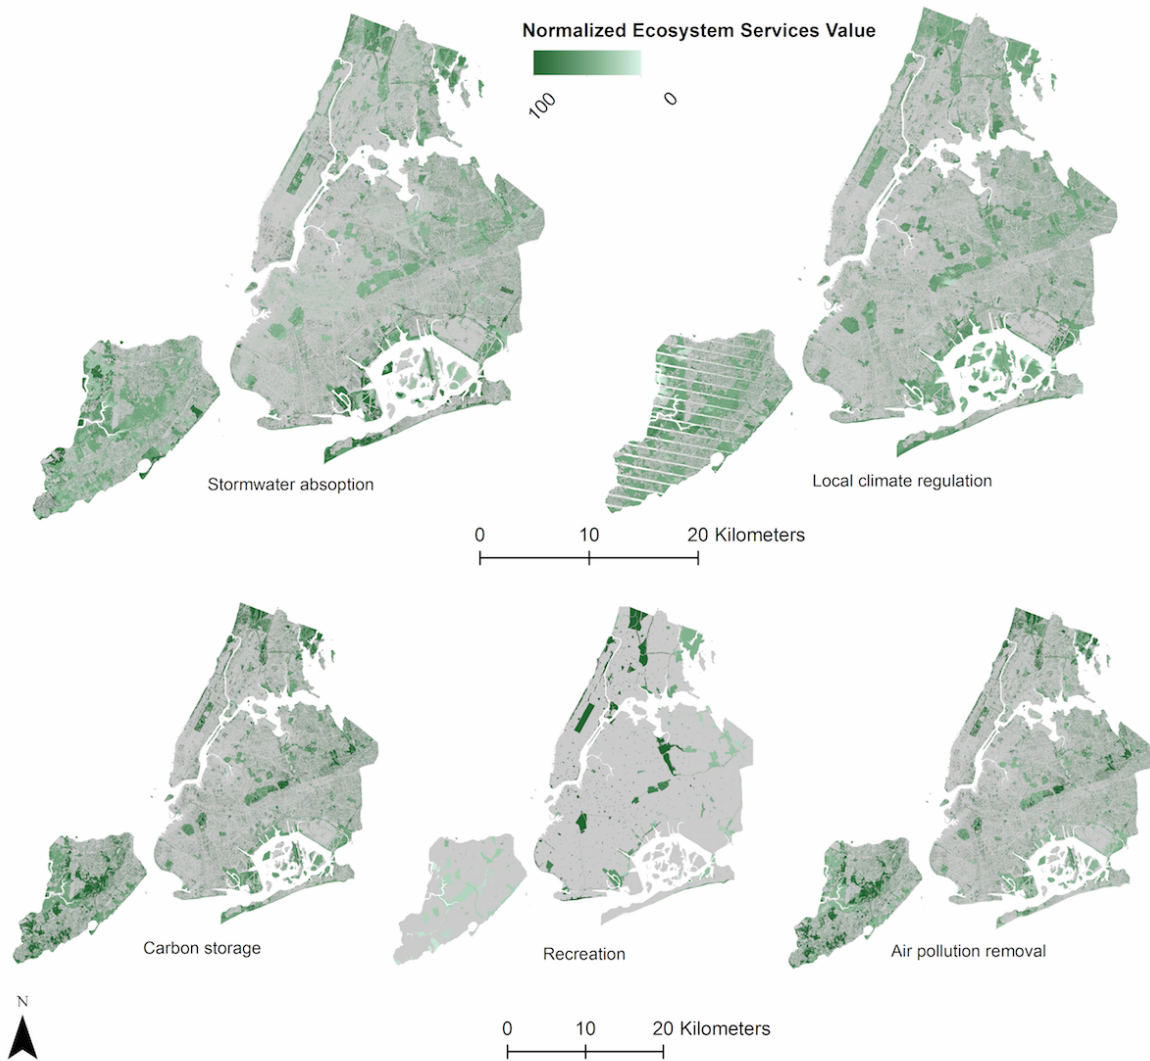 Normalized Ecosystem Services Value
100
0
Stormwater absoption
Local climate regulation
0 10 20 Kilometers
Carbon storage
Recreation
Air pollution removal
N
0 10 20 Kilometers